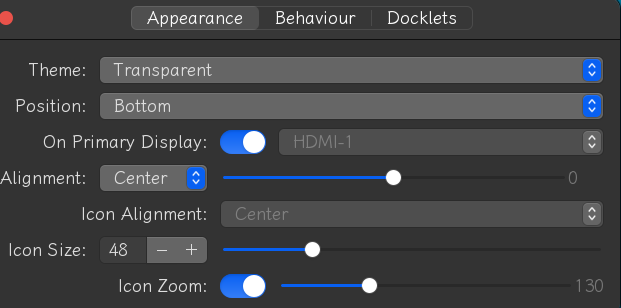 Appearance Behaviour Docklets
Theme: Transparent
Position: Bottom
On Primary Display: HDMI-1
Alignment: Center 0
Icon Alignment: Center
Icon Size: 48 − +
Icon Zoom: 130